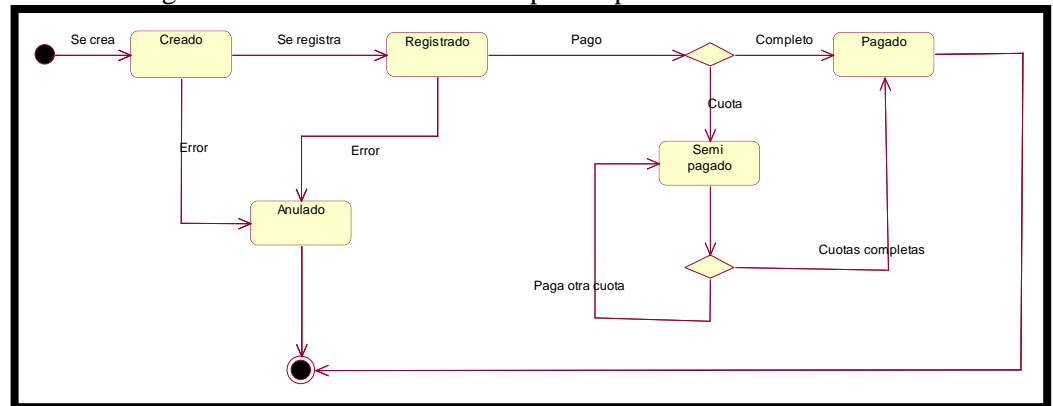 Se crea
Creado
Se registra
Registrado
Pago
Completo
Pagado
Cuota
Error
Error
Semi
pagado
Anulado
Cuotas completas
Paga otra cuota